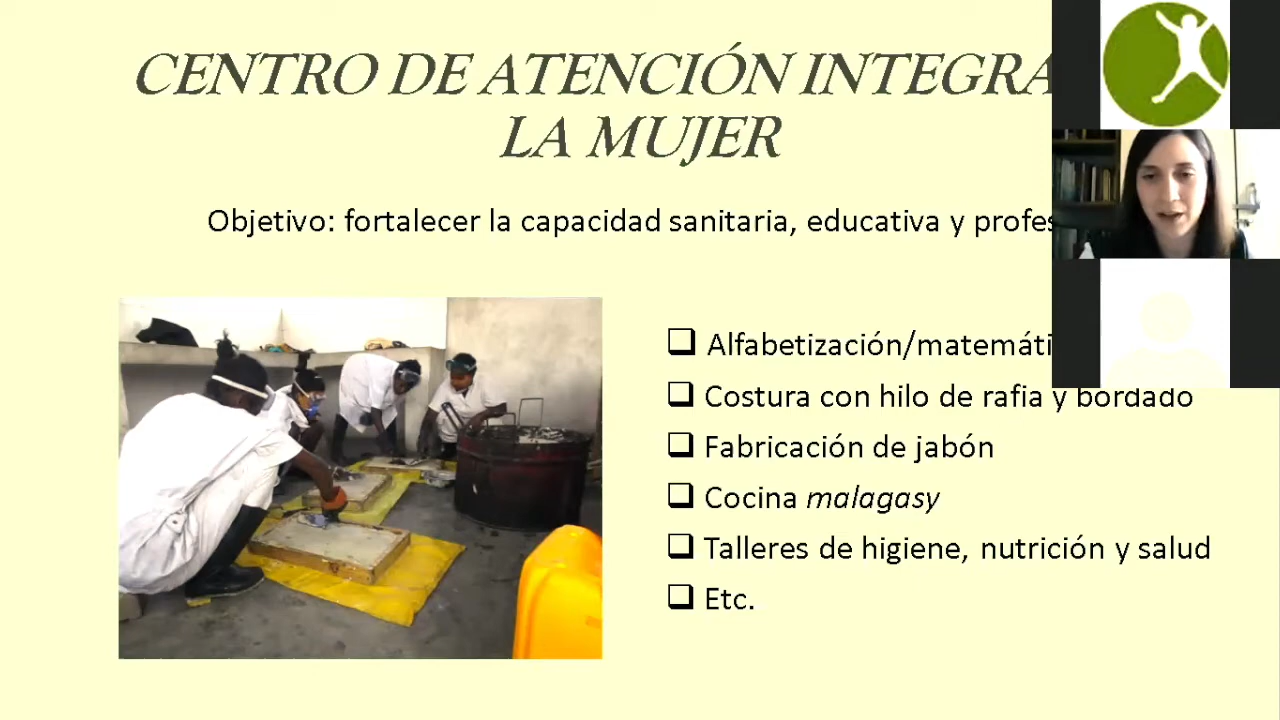 CENTRO DE ATENCIÓN INTEGRA
LA MUJER
Objetivo: fortalecer la capacidad sanitaria, educativa y profes
❑ Alfabetización/matemáti
❑ Costura con hilo de rafia y bordado
❑ Fabricación de jabón
❑ Cocina malagasy
❑ Talleres de higiene, nutrición y salud
❑ Etc.